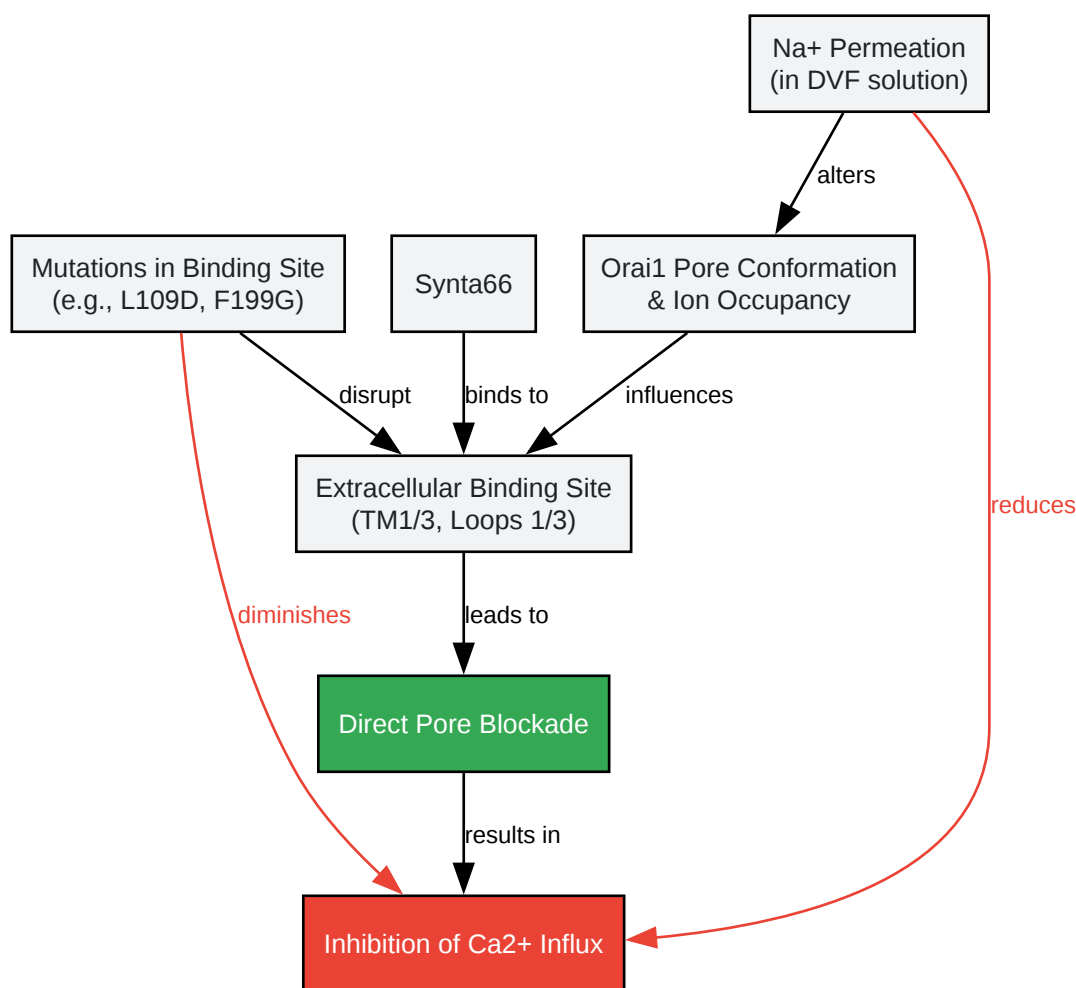 Na+ Permeation
(in DVF solution)
alters
Mutations in Binding Site
(e.g., L109D, F199G)
Synta66
Orai1 Pore Conformation
& Ion Occupancy
disrupt
binds to
influences
Extracellular Binding Site
(TM1/3, Loops 1/3)
reduces
diminishes
leads to
Direct Pore Blockade
results in
Inhibition of Ca2+ Influx